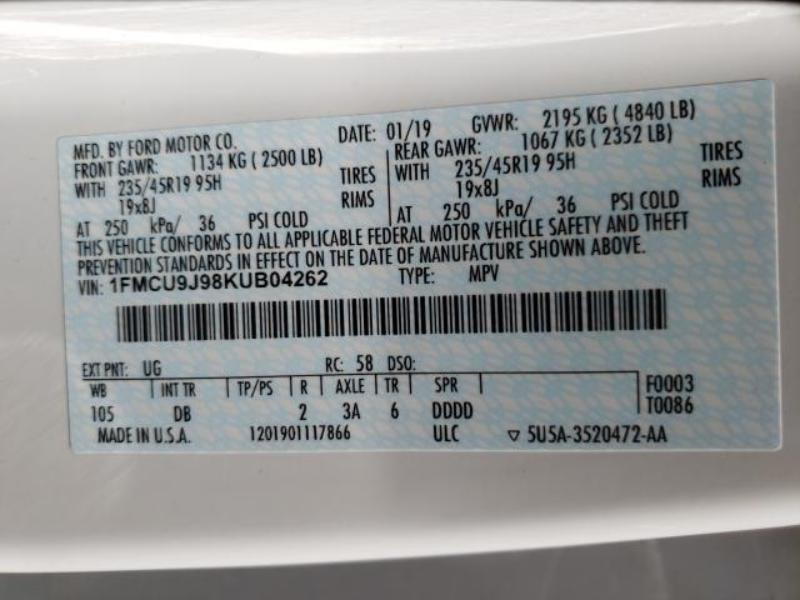 MFD. BY FORD MOTOR CO. DATE: 01/19 GVWR: 2195 KG ( 4840 LB)
FRONT GAWR: 1134 KG ( 2500 LB) REAR GAWR: 1067 KG ( 2352 LB)
WITH 235/45R19 95H TIRES WITH 235/45R19 95H TIRES
19x8J RIMS 19x8J RIMS
AT 250 kPa/ 36 PSI COLD AT 250 kPa/ 36 PSI COLD
THIS VEHICLE CONFORMS TO ALL APPLICABLE FEDERAL MOTOR VEHICLE SAFETY AND THEFT
PREVENTION STANDARDS IN EFFECT ON THE DATE OF MANUFACTURE SHOWN ABOVE.
VIN: 1FMCU9J98KUB04262 TYPE: MPV
EXT PNT: UG RC: 58 DSO:
WB INT TR TP/PS R AXLE TR SPR F0003
105 DB 2 3A 6 DDDD T0086
MADE IN U.S.A. 1201901117866 ULC ▽ 5U5A-3520472-AA